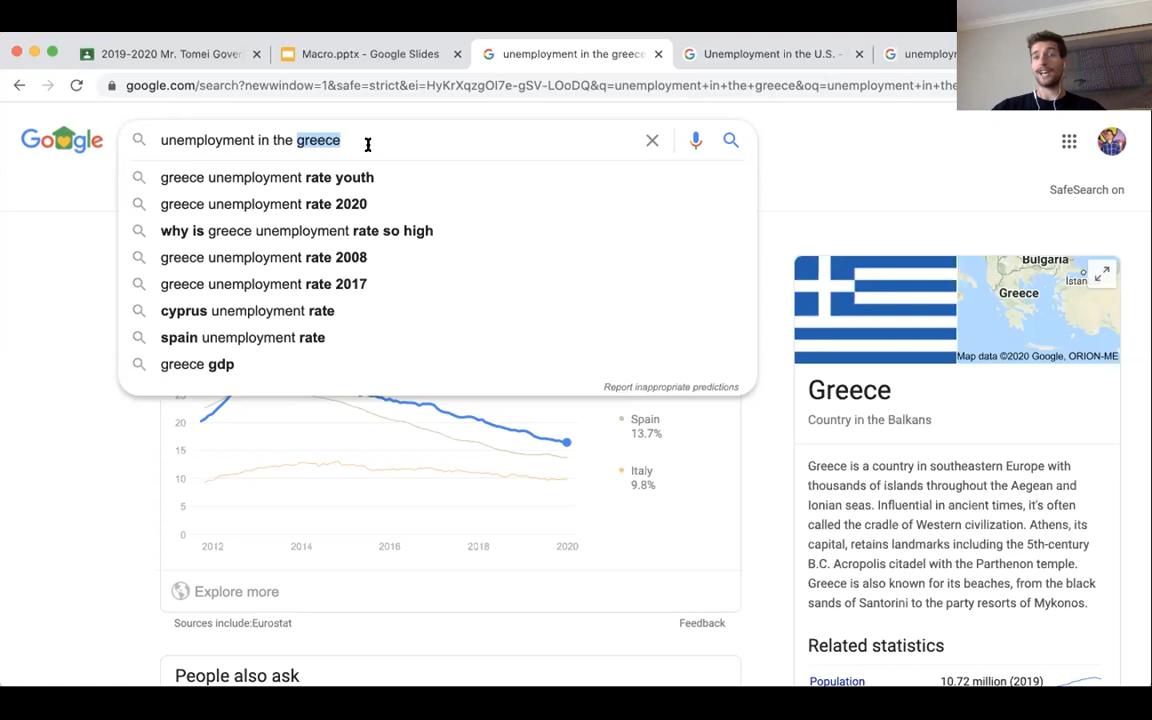 2019-2020 Mr. Tomei Gover
Macro.pptx - Google Slides
unemployment in the greece
Unemployment in the U.S. -
unemploy
google.com/search?newwindow=1&safe=strict&ei=HyKrXqzgOI7e-gSV-LOoDQ&q=unemployment+in+the+greece&oq=unemployment+in+the
Google
unemployment in the greece
greece unemployment rate youth
greece unemployment rate 2020
why is greece unemployment rate so high
greece unemployment rate 2008
greece unemployment rate 2017
cyprus unemployment rate
spain unemployment rate
greece gdp
Report inappropriate predictions
SafeSearch on
25
20
15
10
5
0
2012
2014
2016
2018
2020
Spain
13.7%
Italy
9.8%
Explore more
Sources include:Eurostat
Feedback
People also ask
Bulgaria
Istan
Greece
Map data ©2020 Google, ORION-ME
Greece
Country in the Balkans
Greece is a country in southeastern Europe with
thousands of islands throughout the Aegean and
Ionian seas. Influential in ancient times, it's often
called the cradle of Western civilization. Athens, its
capital, retains landmarks including the 5th-century
B.C. Acropolis citadel with the Parthenon temple.
Greece is also known for its beaches, from the black
sands of Santorini to the party resorts of Mykonos.
Related statistics
Population
10.72 million (2019)